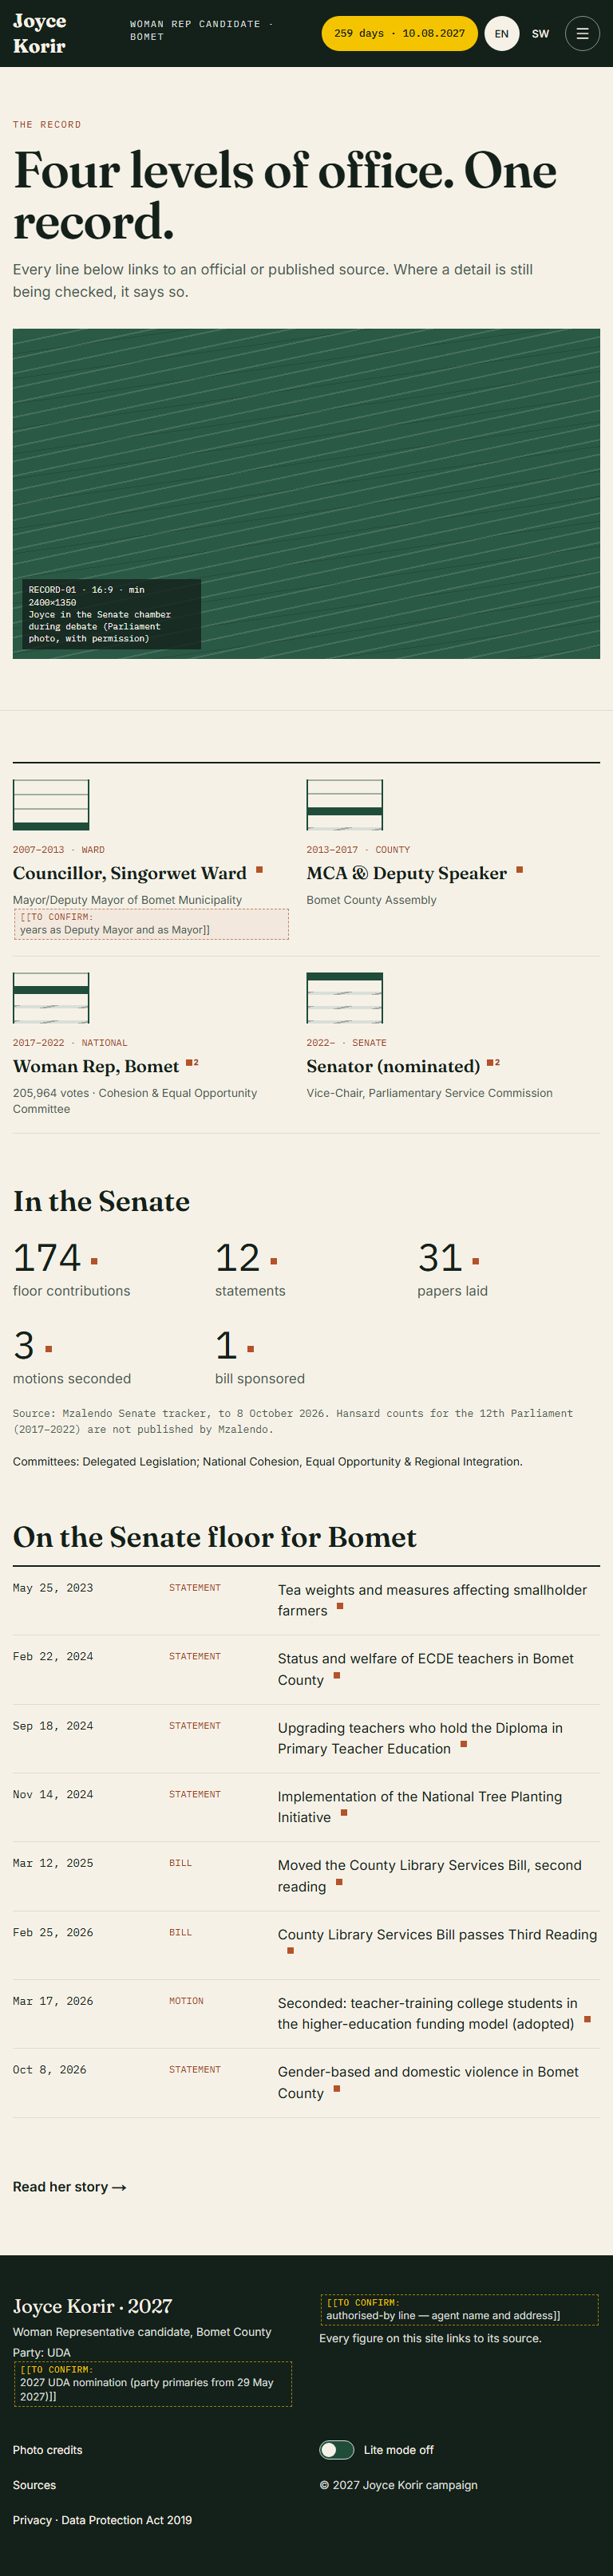 Joyce
Korir
WOMAN REP CANDIDATE ·
BOMET
259 days · 10.08.2027
EN
SW
THE RECORD
Four levels of office. One
record.
Every line below links to an official or published source. Where a detail is still
being checked, it says so.
RECORD-01 · 16:9 · min
2400×1350
Joyce in the Senate chamber
during debate (Parliament
photo, with permission)
2007–2013 · WARD
Councillor, Singorwet Ward
Mayor/Deputy Mayor of Bomet Municipality
[[TO CONFIRM:
years as Deputy Mayor and as Mayor]]
2013–2017 · COUNTY
MCA & Deputy Speaker
Bomet County Assembly
2017–2022 · NATIONAL
Woman Rep, Bomet 2
205,964 votes · Cohesion & Equal Opportunity
Committee
2022– · SENATE
Senator (nominated) 2
Vice-Chair, Parliamentary Service Commission
In the Senate
174
floor contributions
12
statements
31
papers laid
3
motions seconded
1
bill sponsored
Source: Mzalendo Senate tracker, to 8 October 2026. Hansard counts for the 12th Parliament
(2017–2022) are not published by Mzalendo.
Committees: Delegated Legislation; National Cohesion, Equal Opportunity & Regional Integration.
On the Senate floor for Bomet
May 25, 2023 STATEMENT Tea weights and measures affecting smallholder
farmers
Feb 22, 2024 STATEMENT Status and welfare of ECDE teachers in Bomet
County
Sep 18, 2024 STATEMENT Upgrading teachers who hold the Diploma in
Primary Teacher Education
Nov 14, 2024 STATEMENT Implementation of the National Tree Planting
Initiative
Mar 12, 2025 BILL Moved the County Library Services Bill, second
reading
Feb 25, 2026 BILL County Library Services Bill passes Third Reading
Mar 17, 2026 MOTION Seconded: teacher-training college students in
the higher-education funding model (adopted)
Oct 8, 2026 STATEMENT Gender-based and domestic violence in Bomet
County
Read her story →
Joyce Korir · 2027
Woman Representative candidate, Bomet County
Party: UDA
[[TO CONFIRM:
2027 UDA nomination (party primaries from 29 May
2027)]]
[[TO CONFIRM:
authorised-by line — agent name and address]]
Every figure on this site links to its source.
Photo credits
Sources
Privacy · Data Protection Act 2019
Lite mode off
© 2027 Joyce Korir campaign